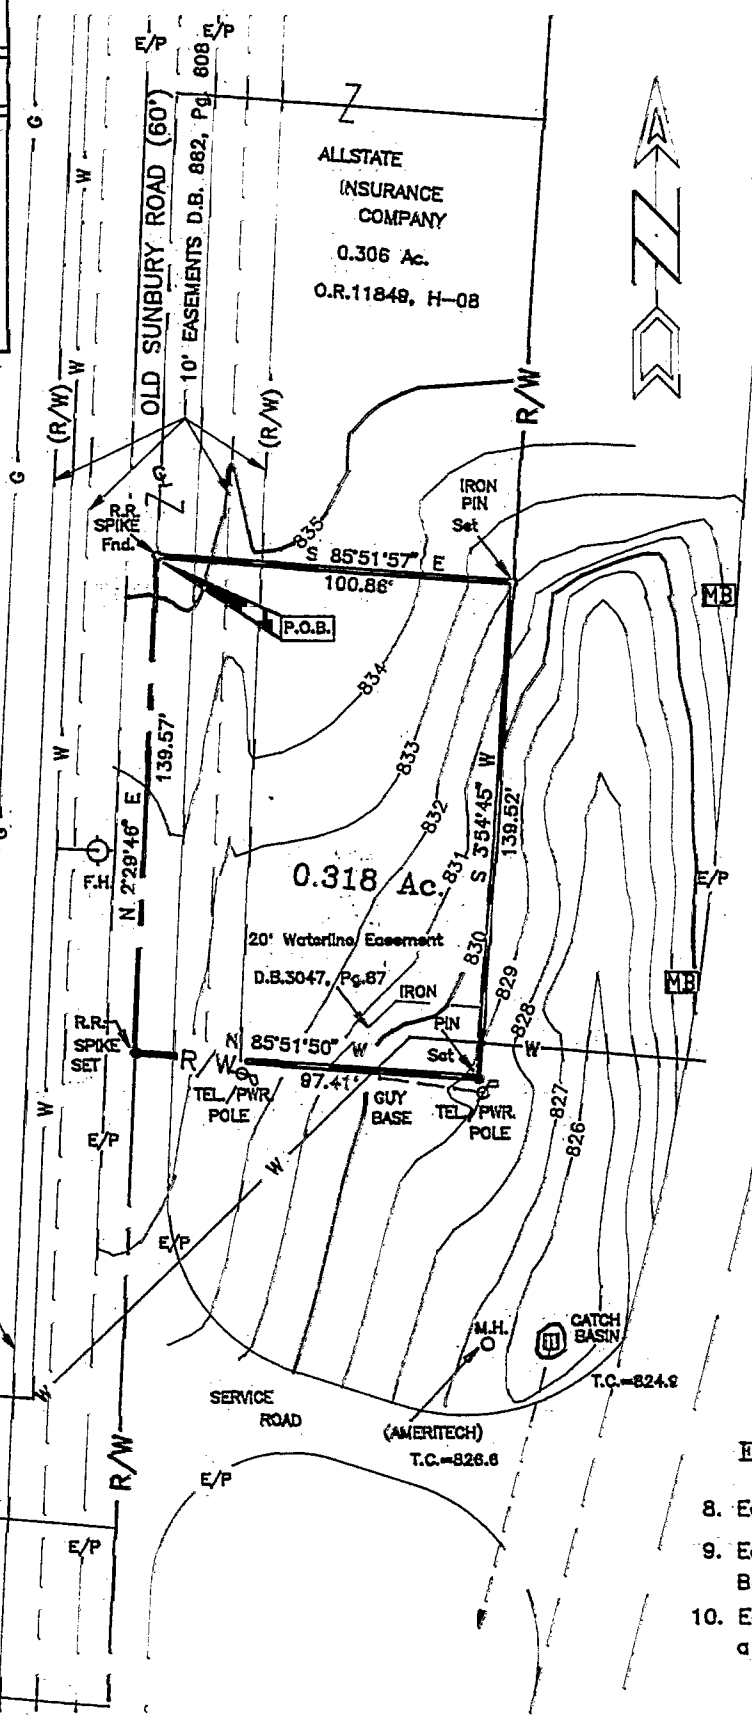 E/P
E/P
G
W
Z
OLD SUNBURY ROAD (60')
10' EASEMENTS D.B. 882, Pg. 608
ALLSTATE
INSURANCE
COMPANY
0.306 Ac.
O.R.11849, H-08
N
W
(R/W)
(R/W)
R/W
G
G
Z
R.R.
SPIKE
Fnd.
IRON
PIN
Set
835
S 85°51'57" E
100.86'
P.O.B.
MB
834
833
832
831
830
829
828
827
826
W
139.57'
N 2°29'46" E
S 3°54'45" W
139.52'
F.H.
0.318 Ac.
E/P
20' Waterline Easement
D.B.3047, Pg.87
IRON
PIN
Set
MB
R.R.
SPIKE
SET
R/W
N 85°51'50" W
97.41'
W
TEL./PWR.
POLE
GUY
BASE
TEL./PWR.
POLE
W
E/P
W
E/P
M.H.
CATCH
BASIN
T.C.=824.9
W
SERVICE
ROAD
(AMERITECH)
T.C.=826.6
R/W
E/P
E/P
E
8. E
9. E
B
10. E
a